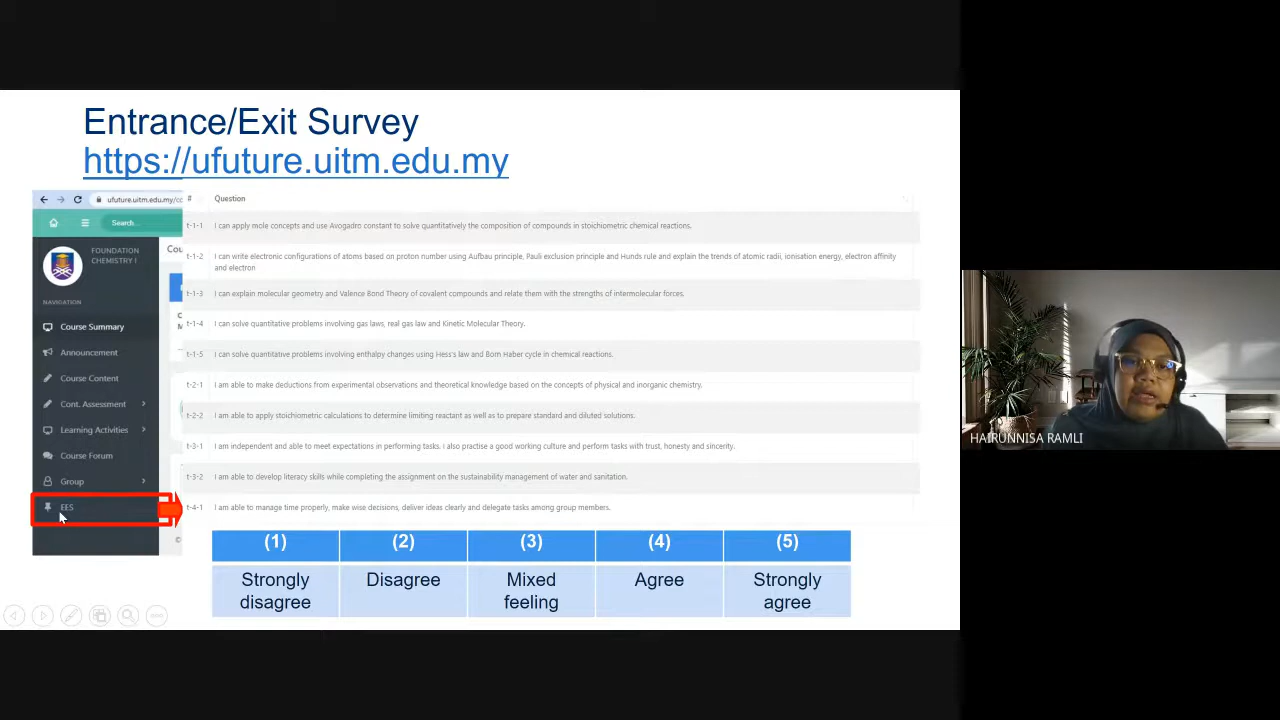 Entrance/Exit Survey
https://ufuture.uitm.edu.my
ufuture.uitm.edu.my/co
Search...
FOUNDATION
CHEMISTRY I
NAVIGATION
Course Summary
Announcement
Course Content
Cont. Assessment
Learning Activities
Course Forum
Group
EES
Cou
# Question
t-1-1 I can apply mole concepts and use Avogadro constant to solve quantitatively the composition of compounds in stoichiometric chemical reactions.
t-1-2 I can write electronic configurations of atoms based on proton number using Aufbau principle, Pauli exclusion principle and Hunds rule and explain the trends of atomic radii, ionisation energy, electron affinity
and electron
t-1-3 I can explain molecular geometry and Valence Bond Theory of covalent compounds and relate them with the strengths of intermolecular forces.
t-1-4 I can solve quantitative problems involving gas laws, real gas law and Kinetic Molecular Theory.
t-1-5 I can solve quantitative problems involving enthalpy changes using Hess's law and Born Haber cycle in chemical reactions.
t-2-1 I am able to make deductions from experimental observations and theoretical knowledge based on the concepts of physical and inorganic chemistry.
t-2-2 I am able to apply stoichiometric calculations to determine limiting reactant as well as to prepare standard and diluted solutions.
t-3-1 I am independent and able to meet expectations in performing tasks. I also practise a good working culture and perform tasks with trust, honesty and sincerity.
t-3-2 I am able to develop literacy skills while completing the assignment on the sustainability management of water and sanitation.
t-4-1 I am able to manage time properly, make wise decisions, deliver ideas clearly and delegate tasks among group members.
(1) (2) (3) (4) (5)
Strongly disagree
Disagree
Mixed feeling
Agree
Strongly agree
HAIRUNNISA RAMLI